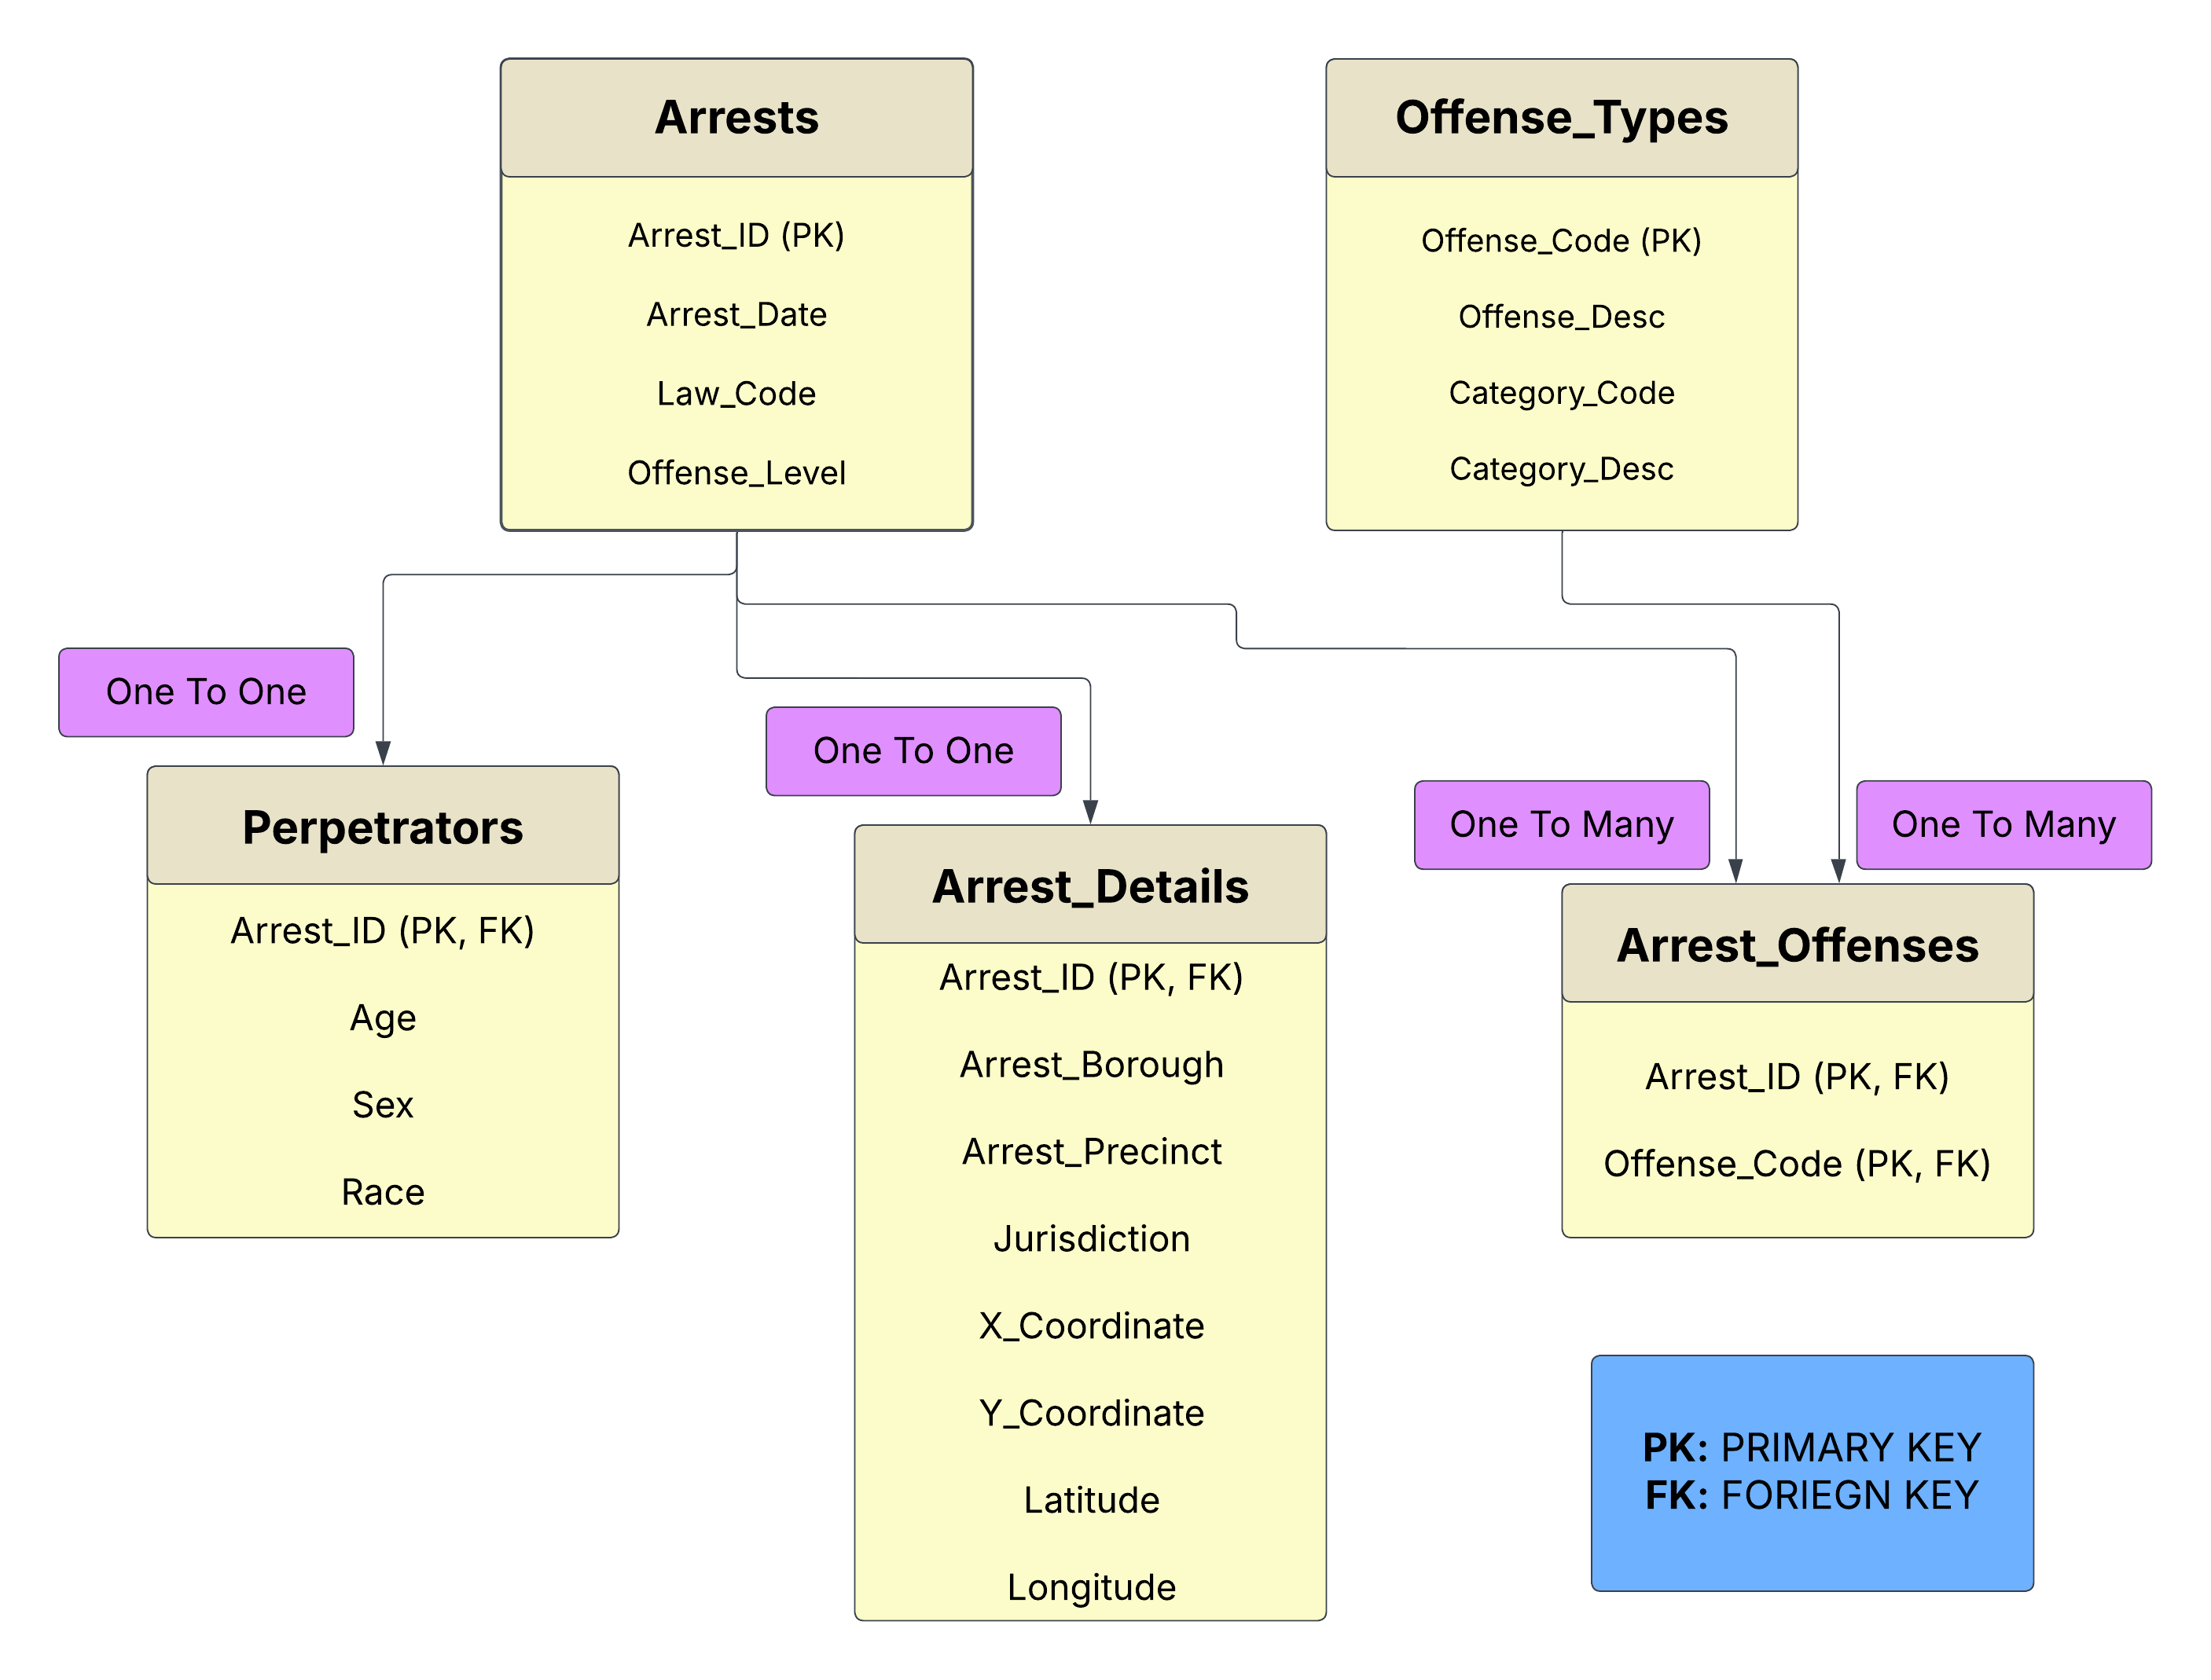 Arrests
Arrest_ID (PK)
Arrest_Date
Law_Code
Offense_Level
Offense_Types
Offense_Code (PK)
Offense_Desc
Category_Code
Category_Desc
One To One
One To One
One To Many
One To Many
Perpetrators
Arrest_ID (PK, FK)
Age
Sex
Race
Arrest_Details
Arrest_ID (PK, FK)
Arrest_Borough
Arrest_Precinct
Jurisdiction
X_Coordinate
Y_Coordinate
Latitude
Longitude
Arrest_Offenses
Arrest_ID (PK, FK)
Offense_Code (PK, FK)
PK: PRIMARY KEY
FK: FORIEGN KEY